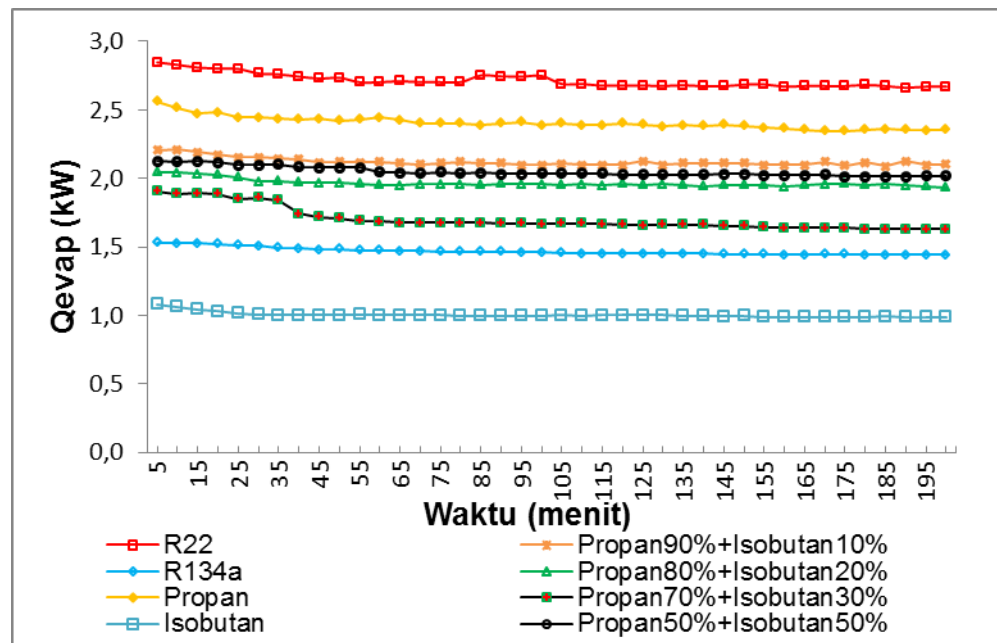 3,0
2,5
2,0
1,5
1,0
0,5
0,0
Qevap (kW)
5 15 25 35 45 55 65 75 85 95 105 115 125 135 145 155 165 175 185 195
Waktu (menit)
R22
R134a
Propan
Isobutan
Propan90%+Isobutan10%
Propan80%+Isobutan20%
Propan70%+Isobutan30%
Propan50%+Isobutan50%